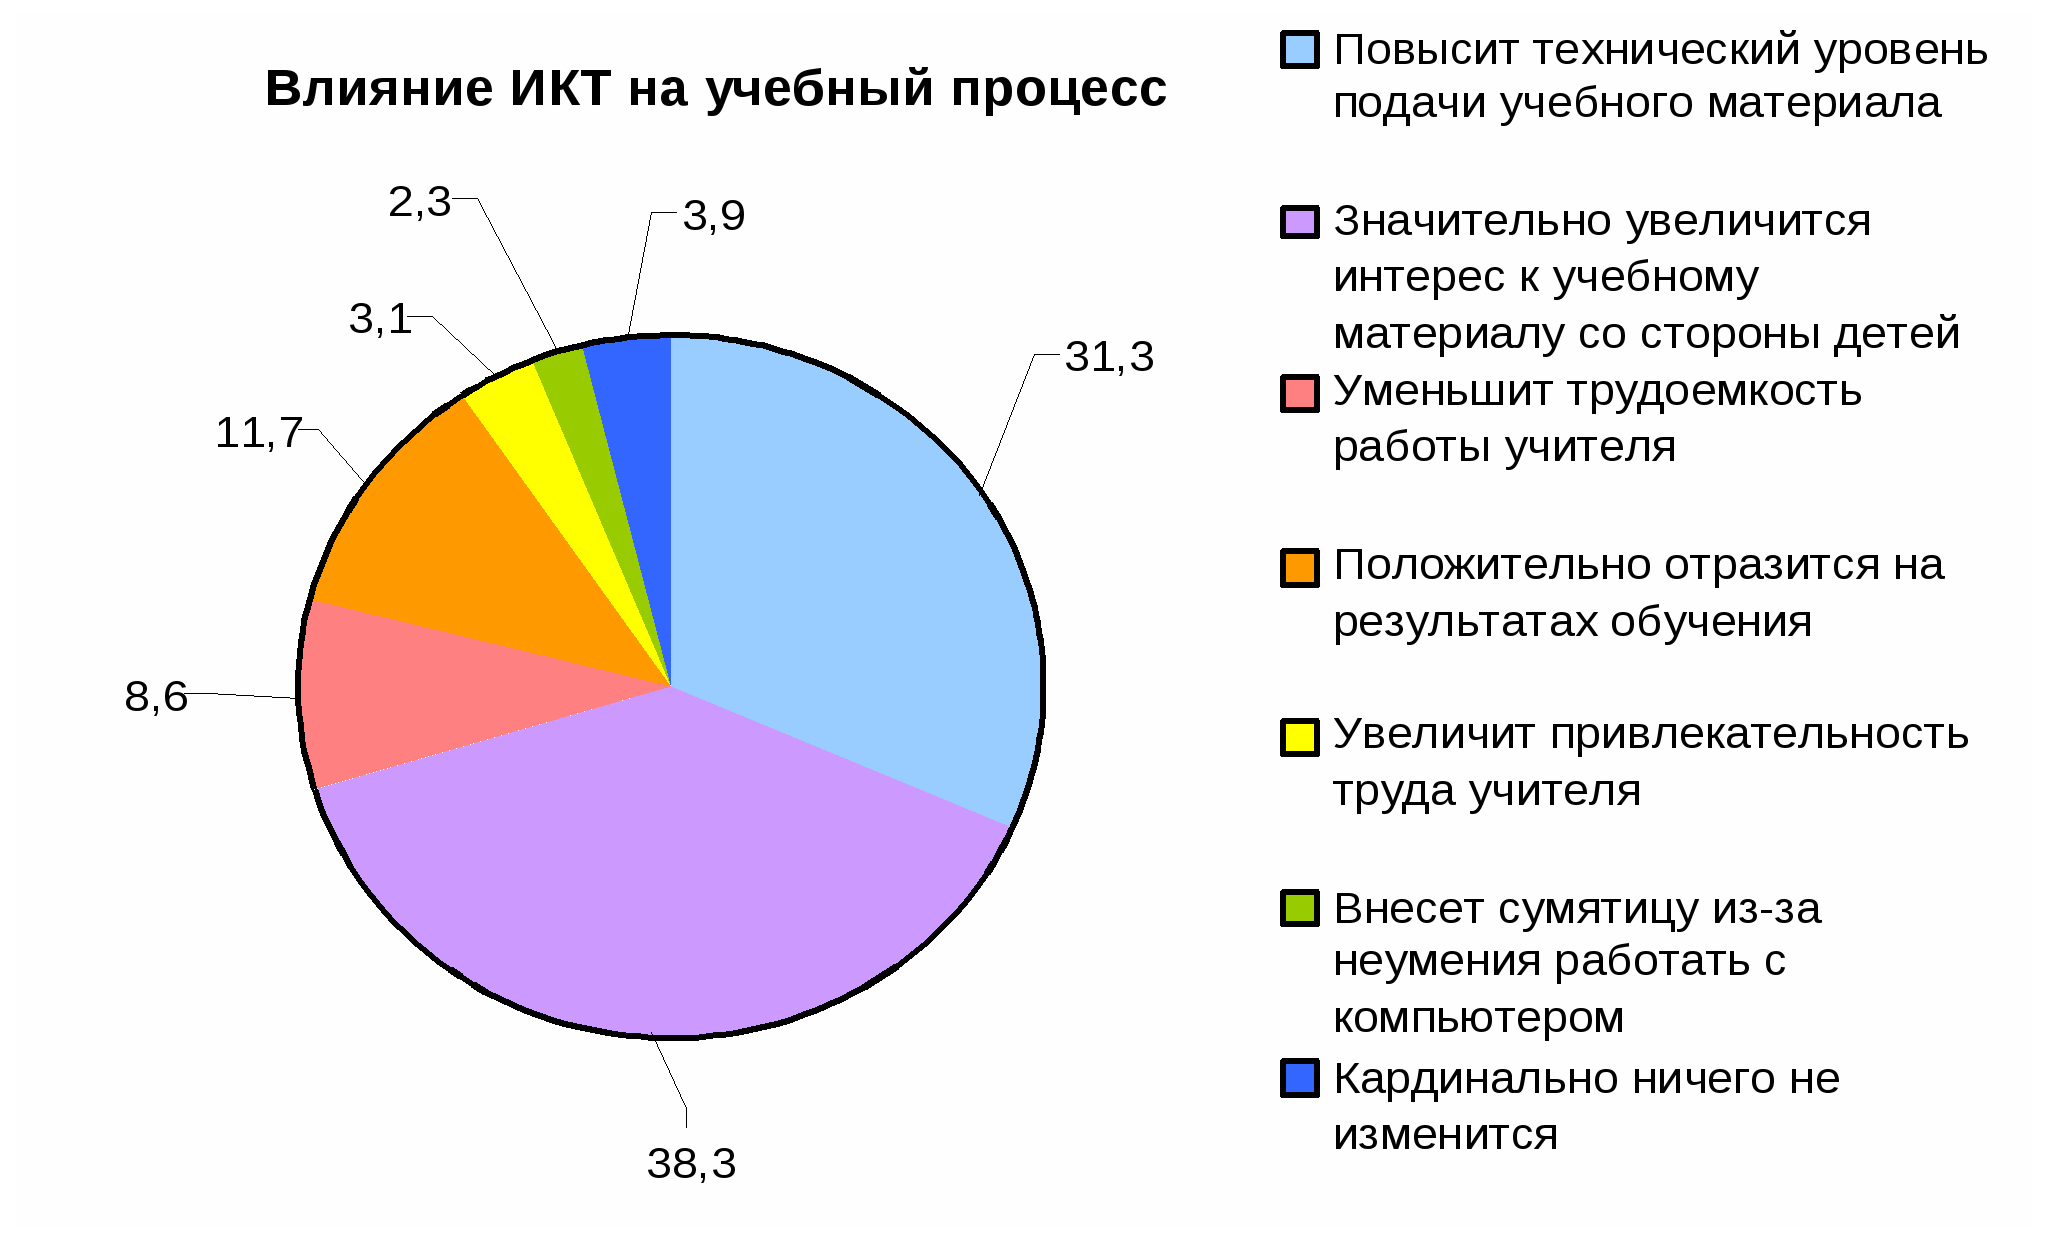 Влияние ИКТ на учебный процесс
2,3
3,9
3,1
31,3
11,7
8,6
38,3
Повысит технический уровень
подачи учебного материала
Значительно увеличится
интерес к учебному
материалу со стороны детей
Уменьшит трудоемкость
работы учителя
Положительно отразится на
результатах обучения
Увеличит привлекательность
труда учителя
Внесет сумятицу из-за
неумения работать с
компьютером
Кардинально ничего не
изменится